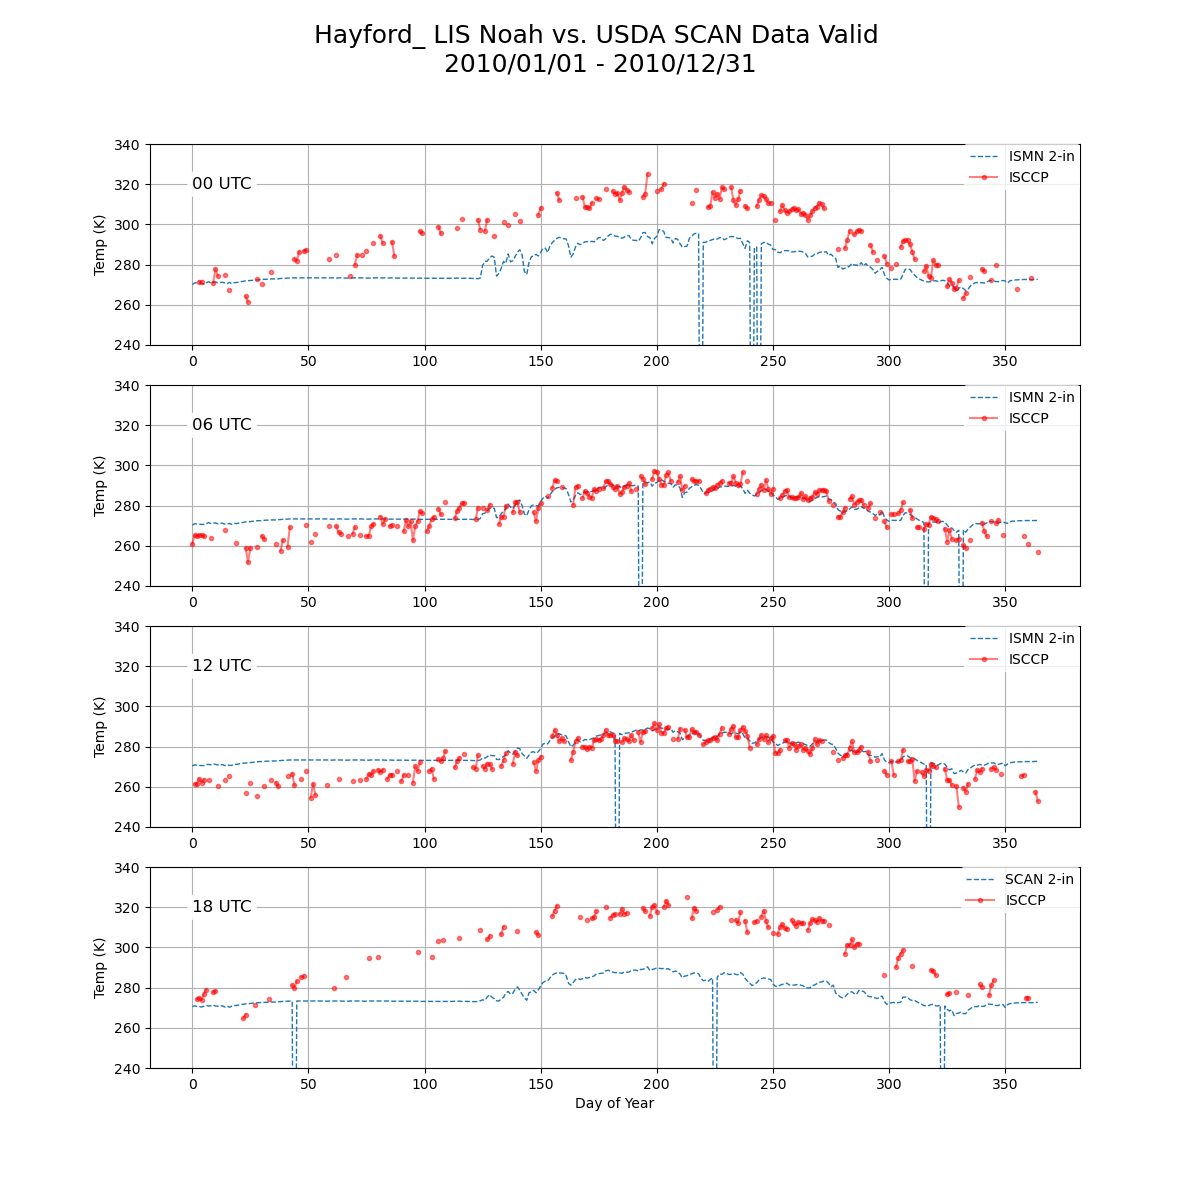 Hayford_ LIS Noah vs. USDA SCAN Data Valid
2010/01/01 - 2010/12/31
340
320
300
280
260
240
Temp (K)
00 UTC
ISMN 2-in
ISCCP
0 50 100 150 200 250 300 350
340
320
300
280
260
240
Temp (K)
06 UTC
ISMN 2-in
ISCCP
0 50 100 150 200 250 300 350
340
320
300
280
260
240
Temp (K)
12 UTC
ISMN 2-in
ISCCP
0 50 100 150 200 250 300 350
340
320
300
280
260
240
Temp (K)
18 UTC
SCAN 2-in
ISCCP
0 50 100 150 200 250 300 350
Day of Year